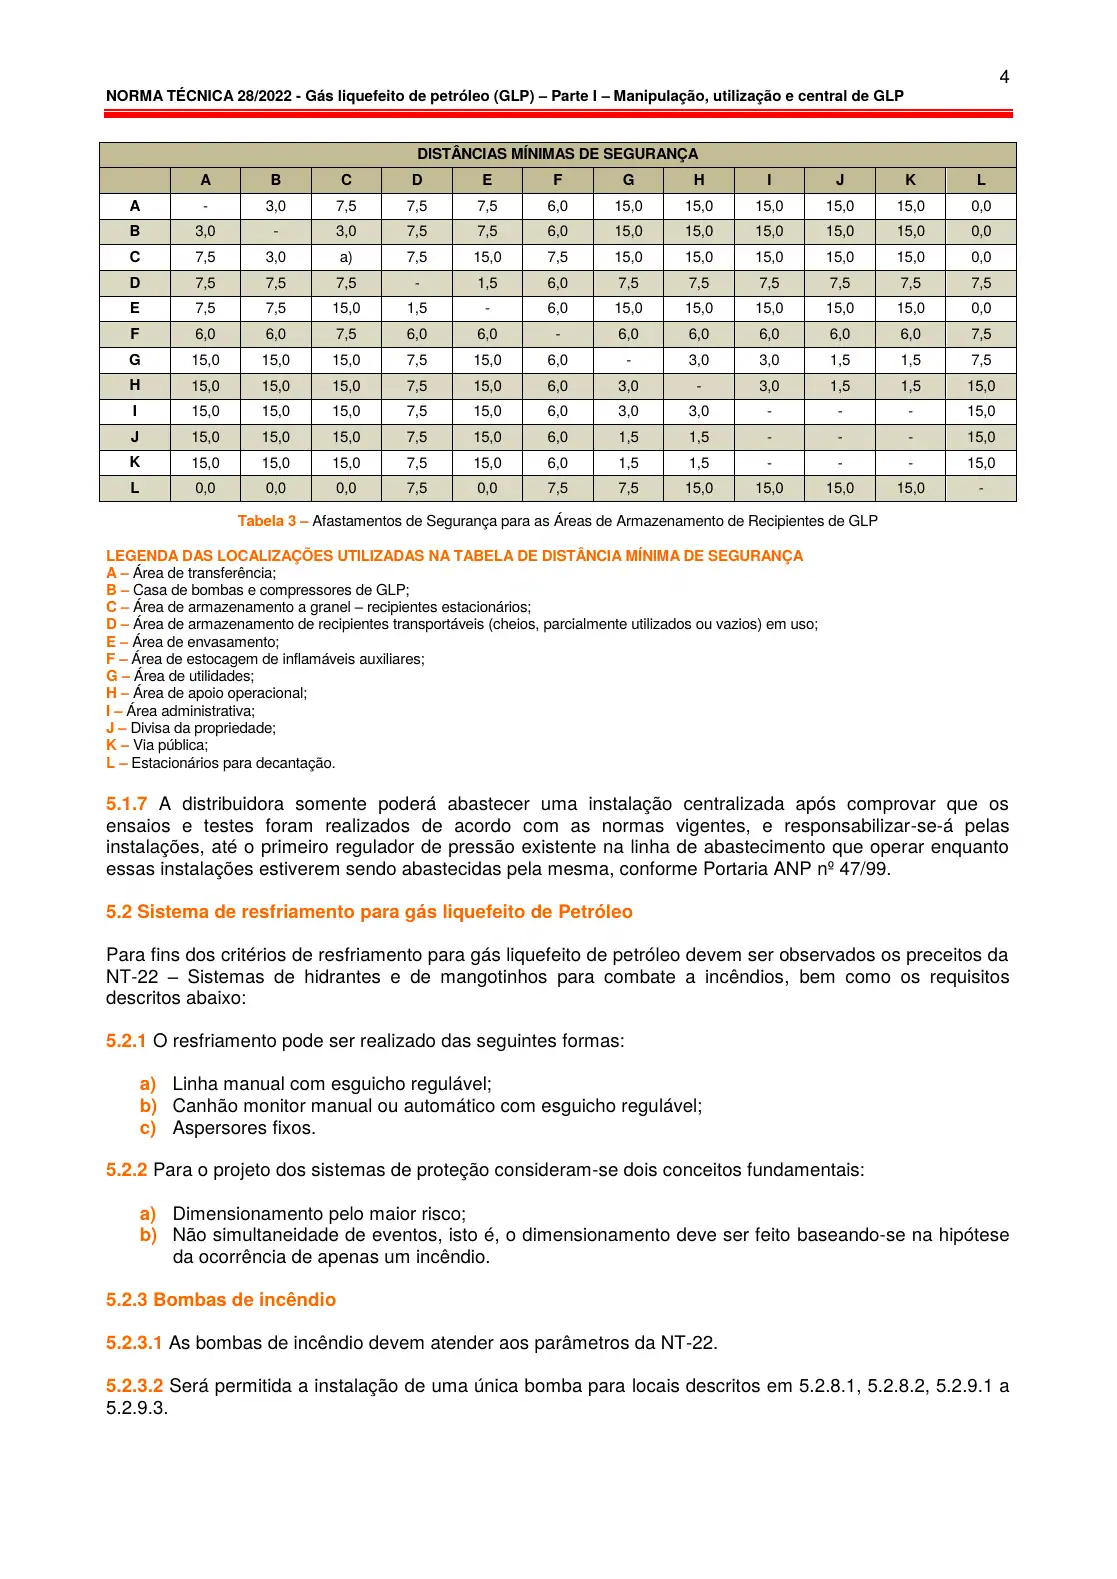 4
NORMA TÉCNICA 28/2022 - Gás liquefeito de petróleo (GLP) – Parte I – Manipulação, utilização e central de GLP
DISTÂNCIAS MÍNIMAS DE SEGURANÇA
A B C D E F G H I J K L
A - 3,0 7,5 7,5 7,5 6,0 15,0 15,0 15,0 15,0 15,0 0,0
B 3,0 - 3,0 7,5 7,5 6,0 15,0 15,0 15,0 15,0 15,0 0,0
C 7,5 3,0 a) 7,5 15,0 7,5 15,0 15,0 15,0 15,0 15,0 0,0
D 7,5 7,5 7,5 - 1,5 6,0 7,5 7,5 7,5 7,5 7,5 7,5
E 7,5 7,5 15,0 1,5 - 6,0 15,0 15,0 15,0 15,0 15,0 0,0
F 6,0 6,0 7,5 6,0 6,0 - 6,0 6,0 6,0 6,0 6,0 7,5
G 15,0 15,0 15,0 7,5 15,0 6,0 - 3,0 3,0 1,5 1,5 7,5
H 15,0 15,0 15,0 7,5 15,0 6,0 3,0 - 3,0 1,5 1,5 15,0
I 15,0 15,0 15,0 7,5 15,0 6,0 3,0 3,0 - - - 15,0
J 15,0 15,0 15,0 7,5 15,0 6,0 1,5 1,5 - - - 15,0
K 15,0 15,0 15,0 7,5 15,0 6,0 1,5 1,5 - - - 15,0
L 0,0 0,0 0,0 7,5 0,0 7,5 7,5 15,0 15,0 15,0 15,0 -
Tabela 3 – Afastamentos de Segurança para as Áreas de Armazenamento de Recipientes de GLP
LEGENDA DAS LOCALIZAÇÕES UTILIZADAS NA TABELA DE DISTÂNCIA MÍNIMA DE SEGURANÇA
A – Área de transferência;
B – Casa de bombas e compressores de GLP;
C – Área de armazenamento a granel – recipientes estacionários;
D – Área de armazenamento de recipientes transportáveis (cheios, parcialmente utilizados ou vazios) em uso;
E – Área de envasamento;
F – Área de estocagem de inflamáveis auxiliares;
G – Área de utilidades;
H – Área de apoio operacional;
I – Área administrativa;
J – Divisa da propriedade;
K – Via pública;
L – Estacionários para decantação.
5.1.7 A distribuidora somente poderá abastecer uma instalação centralizada após comprovar que os
ensaios e testes foram realizados de acordo com as normas vigentes, e responsabilizar-se-á pelas
instalações, até o primeiro regulador de pressão existente na linha de abastecimento que operar enquanto
essas instalações estiverem sendo abastecidas pela mesma, conforme Portaria ANP nº 47/99.
5.2 Sistema de resfriamento para gás liquefeito de Petróleo
Para fins dos critérios de resfriamento para gás liquefeito de petróleo devem ser observados os preceitos da
NT-22 – Sistemas de hidrantes e de mangotinhos para combate a incêndios, bem como os requisitos
descritos abaixo:
5.2.1 O resfriamento pode ser realizado das seguintes formas:
a) Linha manual com esguicho regulável;
b) Canhão monitor manual ou automático com esguicho regulável;
c) Aspersores fixos.
5.2.2 Para o projeto dos sistemas de proteção consideram-se dois conceitos fundamentais:
a) Dimensionamento pelo maior risco;
b) Não simultaneidade de eventos, isto é, o dimensionamento deve ser feito baseando-se na hipótese
da ocorrência de apenas um incêndio.
5.2.3 Bombas de incêndio
5.2.3.1 As bombas de incêndio devem atender aos parâmetros da NT-22.
5.2.3.2 Será permitida a instalação de uma única bomba para locais descritos em 5.2.8.1, 5.2.8.2, 5.2.9.1 a
5.2.9.3.